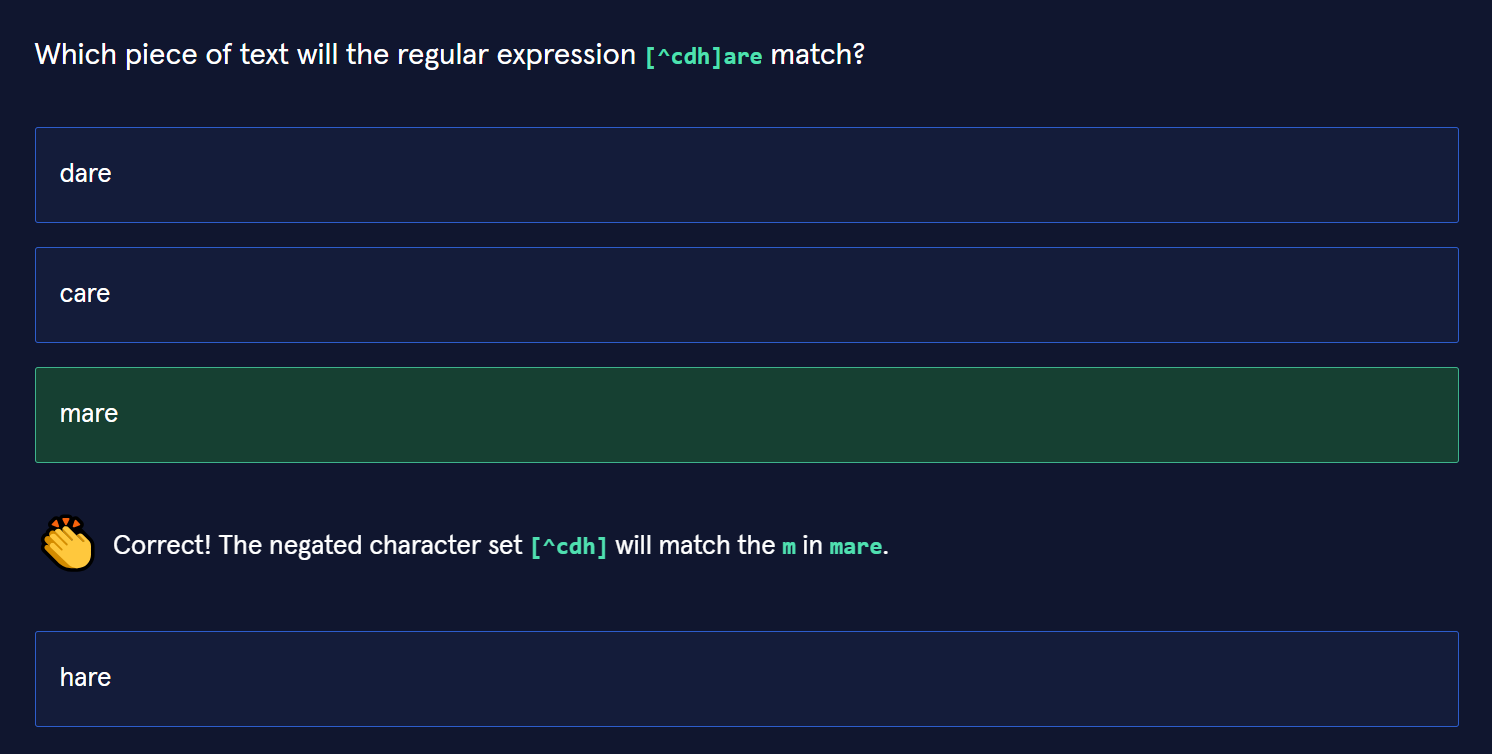 Which piece of text will the regular expression [^cdh]are match?
dare
care
mare
Correct! The negated character set [^cdh] will match the m in mare.
hare